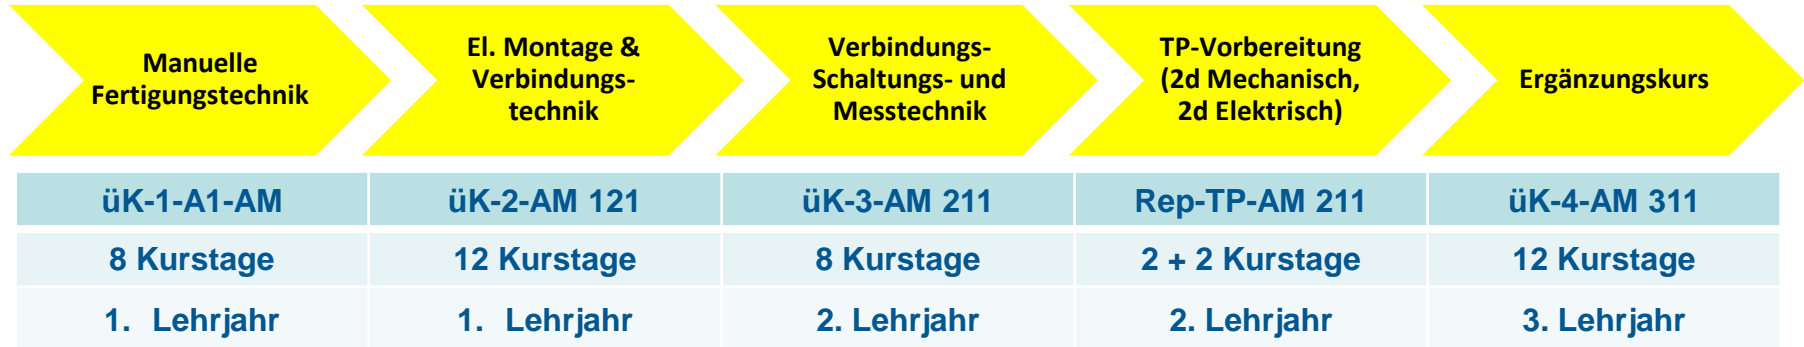 Manuelle
Fertigungstechnik
El. Montage &
Verbindungs-
technik
Verbindungs-
Schaltungs- und
Messtechnik
TP-Vorbereitung
(2d Mechanisch,
2d Elektrisch)
Ergänzungskurs
üK-1-A1-AM üK-2-AM 121 üK-3-AM 211 Rep-TP-AM 211 üK-4-AM 311
8 Kurstage 12 Kurstage 8 Kurstage 2 + 2 Kurstage 12 Kurstage
1. Lehrjahr 1. Lehrjahr 2. Lehrjahr 2. Lehrjahr 3. Lehrjahr